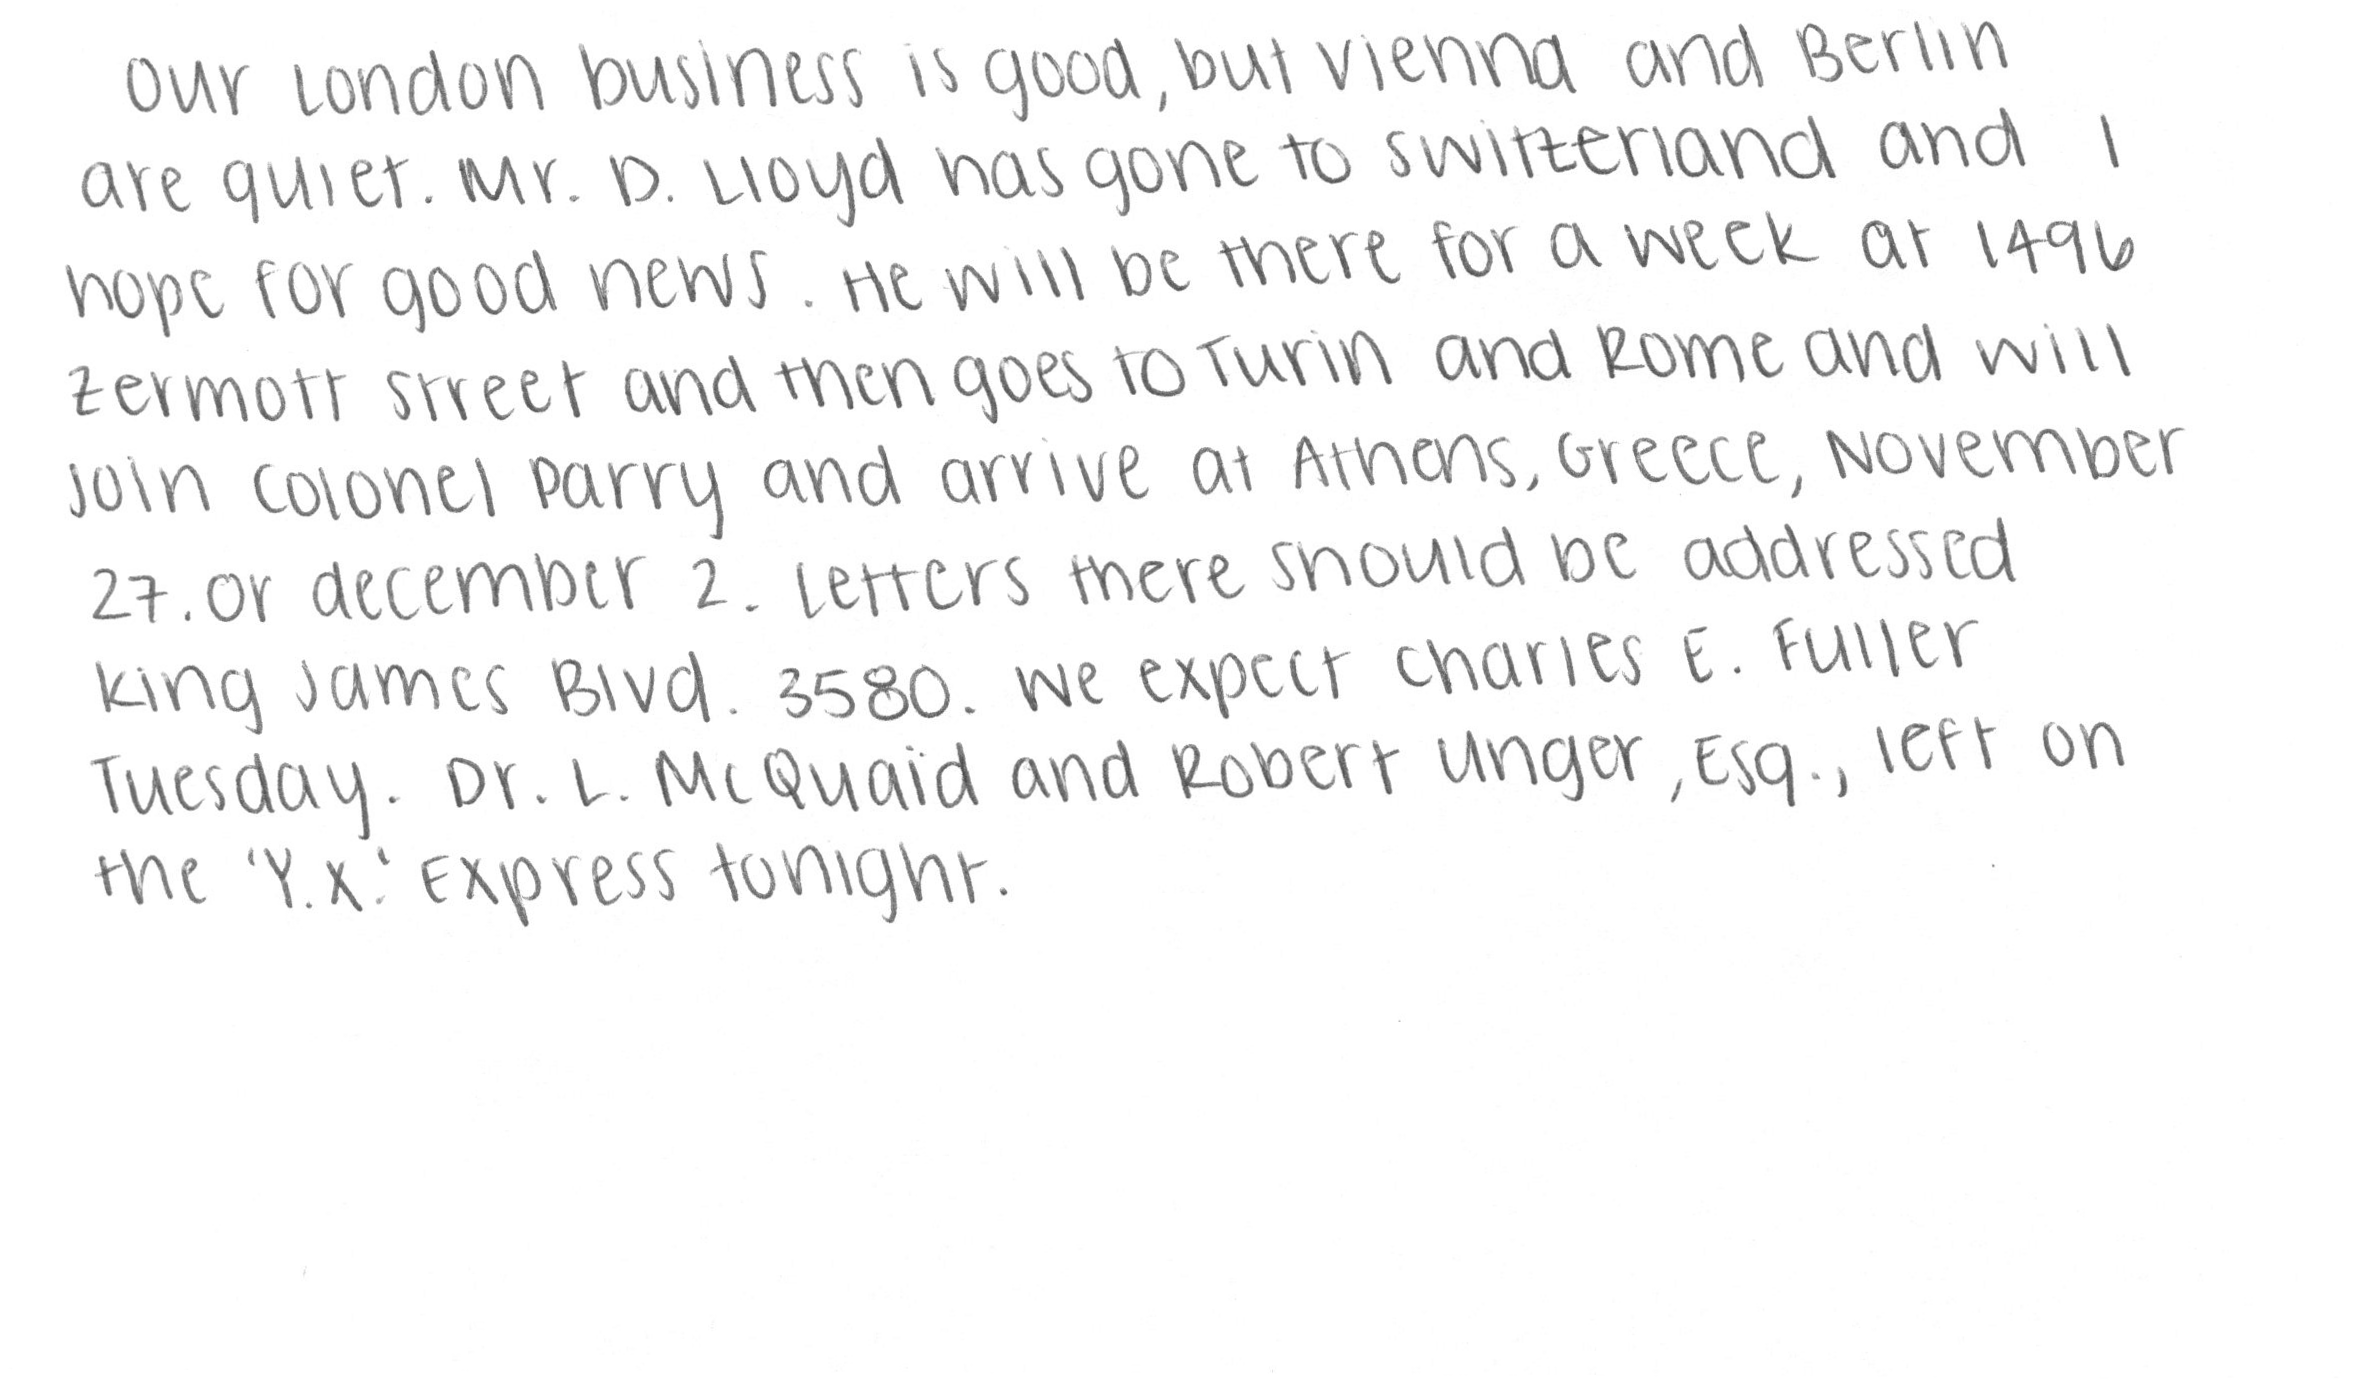 Our London business is good, but Vienna and Berlin
are quiet. Mr. D. Lloyd has gone to Switzerland and I
hope for good news. He will be there for a week at 1496
Zermott Street and then goes to Turin and Rome and will
join Colonel Parry and arrive at Athens, Greece, November
27. or december 2. Letters there should be addressed
King James Blvd. 3580. We expect Charles E. Fuller
Tuesday. Dr. L. McQuaid and Robert Unger, Esq., left on
the 'Y.X.' Express tonight.